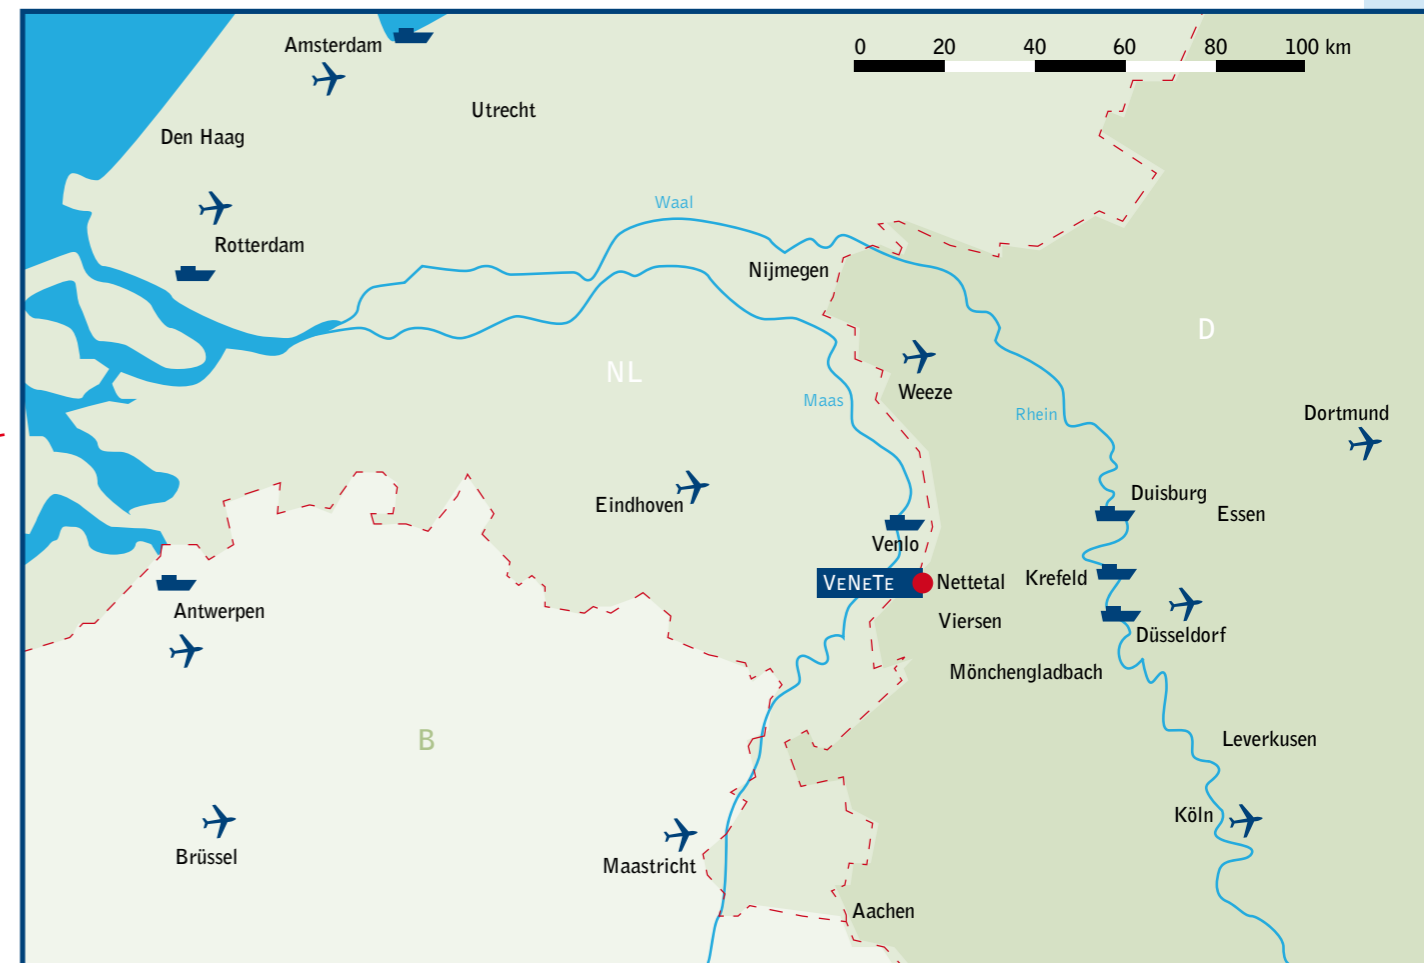 Amsterdam
0 20 40 60 80 100 km
Utrecht
Den Haag
Waal
Rotterdam
Nijmegen
D
NL
Weeze
Maas
Rhein
Dortmund
Duisburg
Eindhoven
Essen
Venlo
Krefeld
VENETE
Nettetal
Antwerpen
Viersen
Düsseldorf
Mönchengladbach
B
Leverkusen
Köln
Brüssel
Maastricht
Aachen